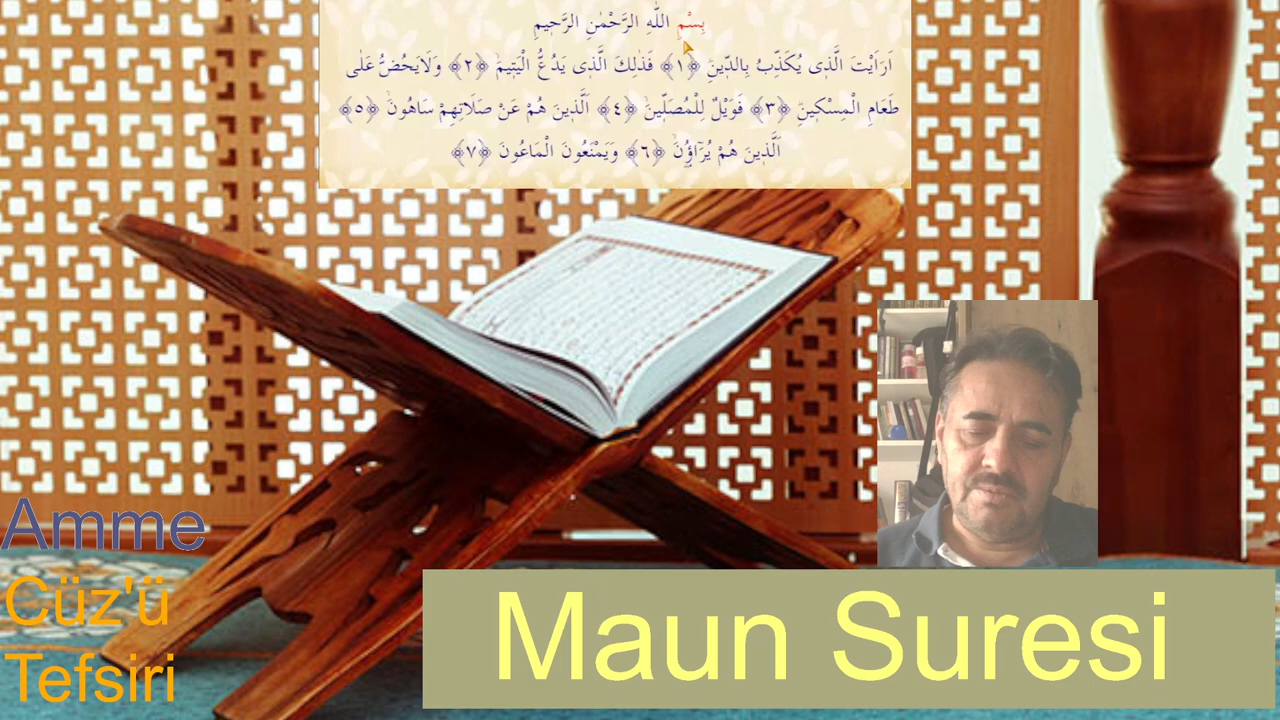 بِسْمِ اللّٰهِ الرَّحْمٰنِ الرَّحٖيمِ
اَرَاَيْتَ الَّذٖى يُكَذِّبُ بِالدّٖينِ ﴿١﴾ فَذٰلِكَ الَّذٖى يَدُعُّ الْيَتٖيمَ ﴿٢﴾ وَلَايَحُضُّ عَلٰى
طَعَامِ الْمِسْكٖينِ ﴿٣﴾ فَوَيْلٌ لِلْمُصَلّٖينَ ﴿٤﴾ اَلَّذٖينَ هُمْ عَنْ صَلَاتِهِمْ سَاهُونَ ﴿٥﴾
اَلَّذٖينَ هُمْ يُرَٓاؤُ۫نَ ﴿٦﴾ وَيَمْنَعُونَ الْمَاعُونَ ﴿٧﴾
Amme
Cüz'ü
Tefsiri
Maun Suresi